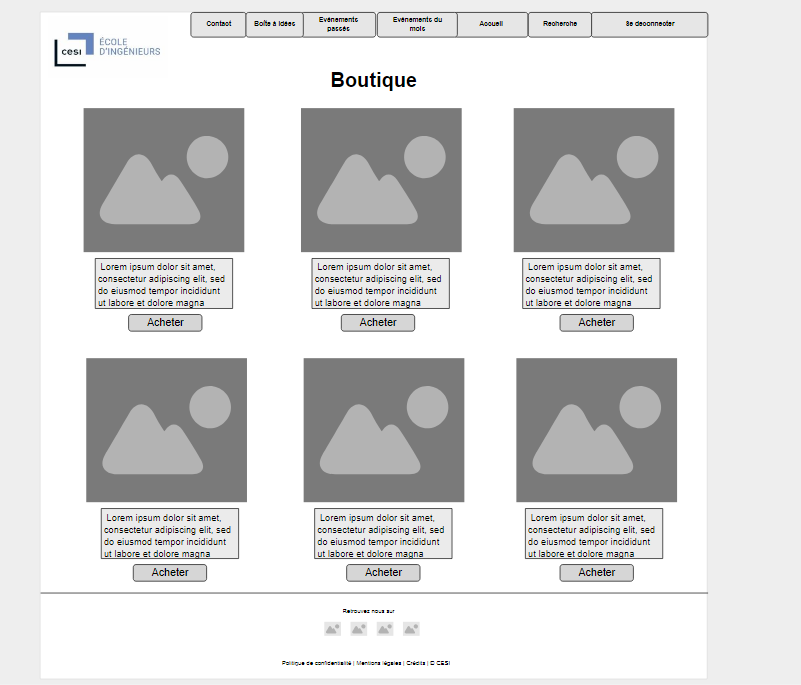 Contact
Boîte à Idées
Evénements
passés
Evénements du
mois
Accueil
Recherche
Se deconnecter
cesi
ÉCOLE
D'INGÉNIEURS
Boutique
Lorem ipsum dolor sit amet,
consectetur adipiscing elit, sed
do eiusmod tempor incididunt
ut labore et dolore magna
Acheter
Lorem ipsum dolor sit amet,
consectetur adipiscing elit, sed
do eiusmod tempor incididunt
ut labore et dolore magna
Acheter
Lorem ipsum dolor sit amet,
consectetur adipiscing elit, sed
do eiusmod tempor incididunt
ut labore et dolore magna
Acheter
Lorem ipsum dolor sit amet,
consectetur adipiscing elit, sed
do eiusmod tempor incididunt
ut labore et dolore magna
Acheter
Lorem ipsum dolor sit amet,
consectetur adipiscing elit, sed
do eiusmod tempor incididunt
ut labore et dolore magna
Acheter
Lorem ipsum dolor sit amet,
consectetur adipiscing elit, sed
do eiusmod tempor incididunt
ut labore et dolore magna
Acheter
Retrouvez nous sur
Politique de confidentialité | Mentions légales | Crédits | © CESI